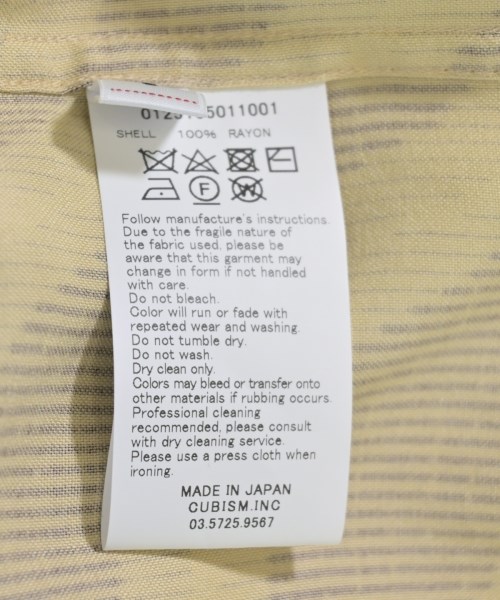 011001
SHELL 100% RAYON
F
W
Follow manufacture's instructions.
Due to the fragile nature of
the fabric used, please be
aware that this garment may
change in form if not handled
with care.
Do not bleach.
Color will run or fade with
repeated wear and washing.
Do not tumble dry.
Do not wash.
Dry clean only.
Colors may bleed or transfer onto
other materials if rubbing occurs.
Professional cleaning
recommended, please consult
with dry cleaning service.
Please use a press cloth when
ironing.
MADE IN JAPAN
CUBISM.INC
03.5725.9567